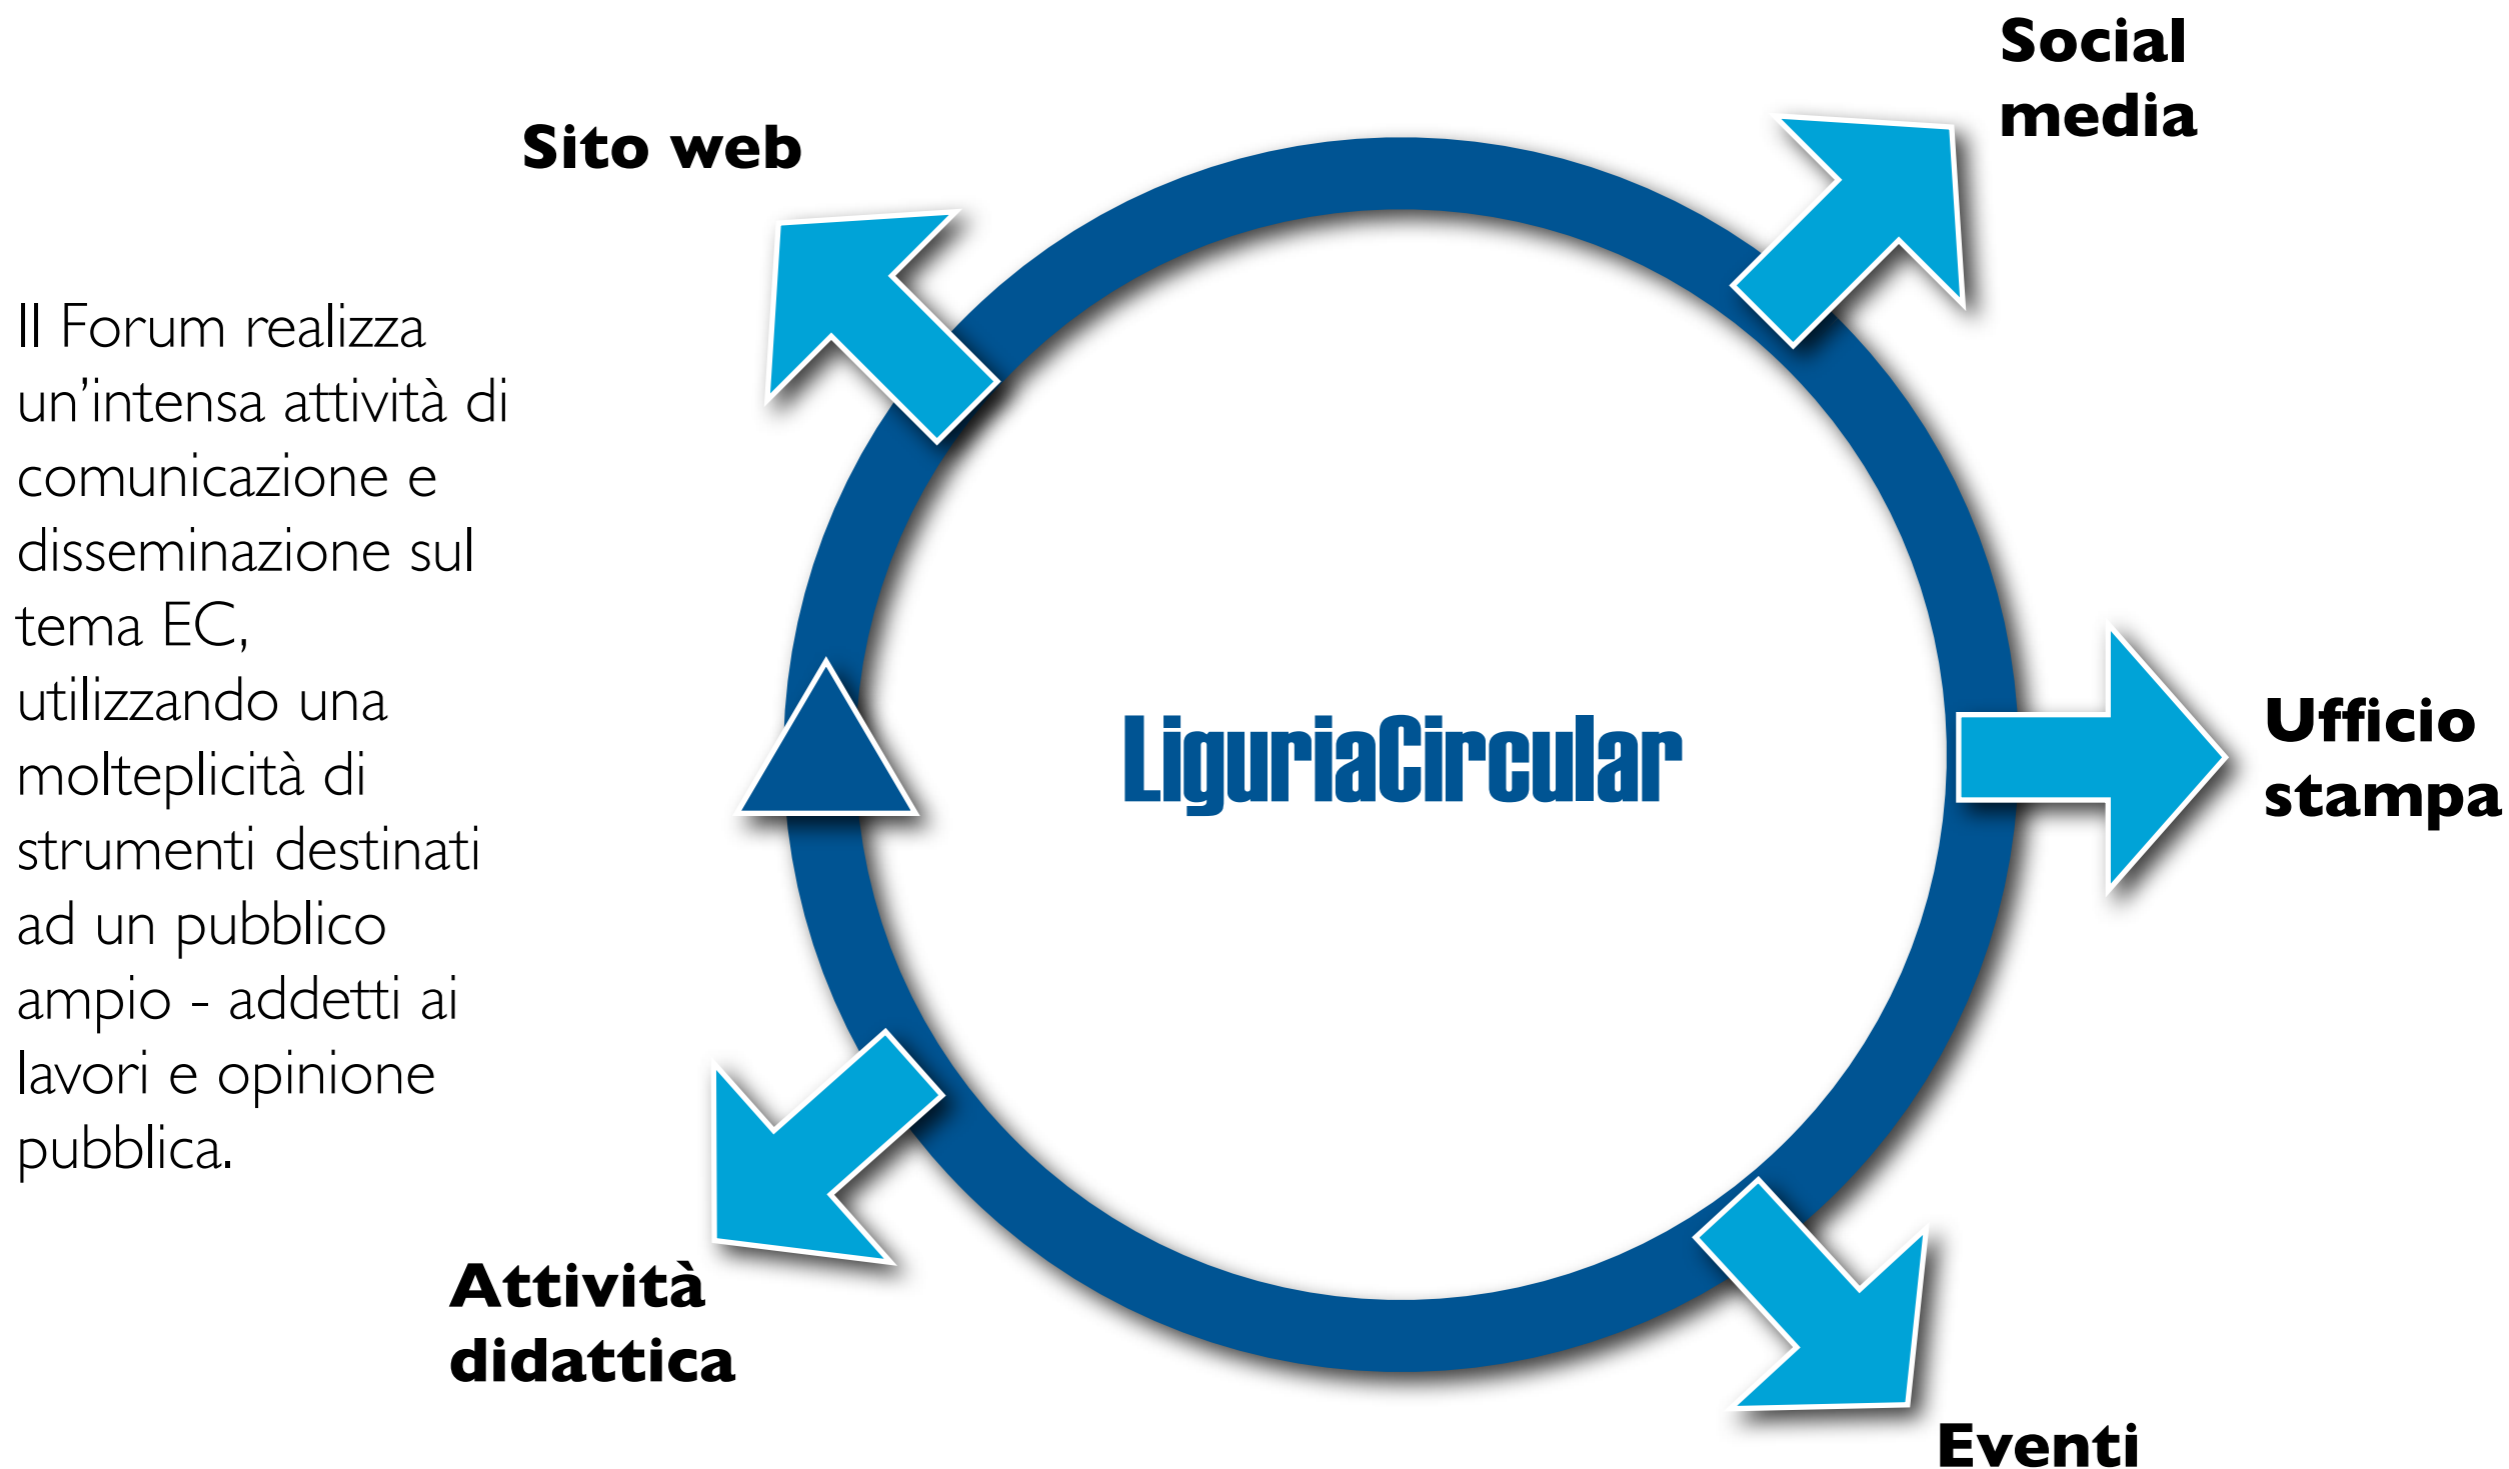 Social
media
Sito web
Il Forum realizza
un’intensa attività di
comunicazione e
disseminazione sul
tema EC,
utilizzando una
molteplicità di
strumenti destinati
ad un pubblico
ampio - addetti ai
lavori e opinione
pubblica.
LiguriaCircular
Ufficio
stampa
Attività
didattica
Eventi